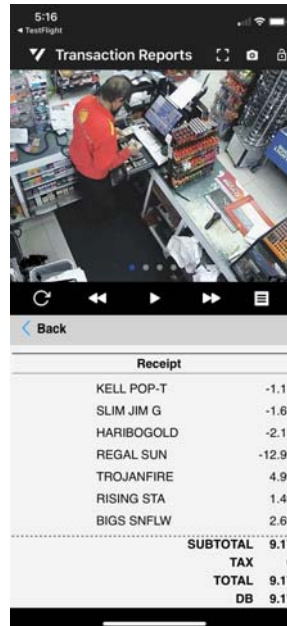 5:16
◀ TestFlight
Transaction Reports
Back
Receipt
KELL POP-T -1.1
SLIM JIM G -1.6
HARIBOGOLD -2.1
REGAL SUN -12.9
TROJANFIRE 4.9
RISING STA 1.4
BIGS SNFLW 2.6
SUBTOTAL 9.1
TAX
TOTAL 9.1
DB 9.1